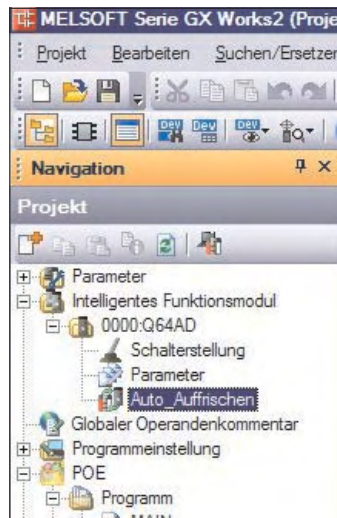 MELSOFT Serie GX Works2 (Proje
Projekt Bearbeiten Suchen/Ersetzen
Navigation
Projekt
Parameter
Intelligentes Funktionsmodul
0000:Q64AD
Schalterstellung
Parameter
Auto_Auffrischen
Globaler Operandenkommentar
Programmeinstellung
POE
Programm
MAIN